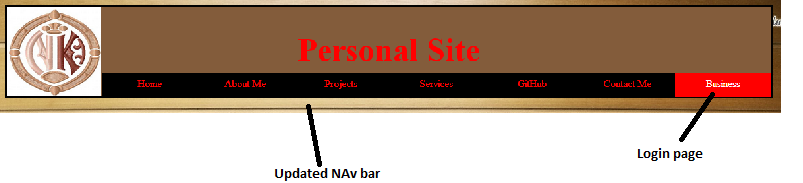 Personal Site
Home About Me Projects Services GitHub Contact Me Business
Updated NAv bar
Login page